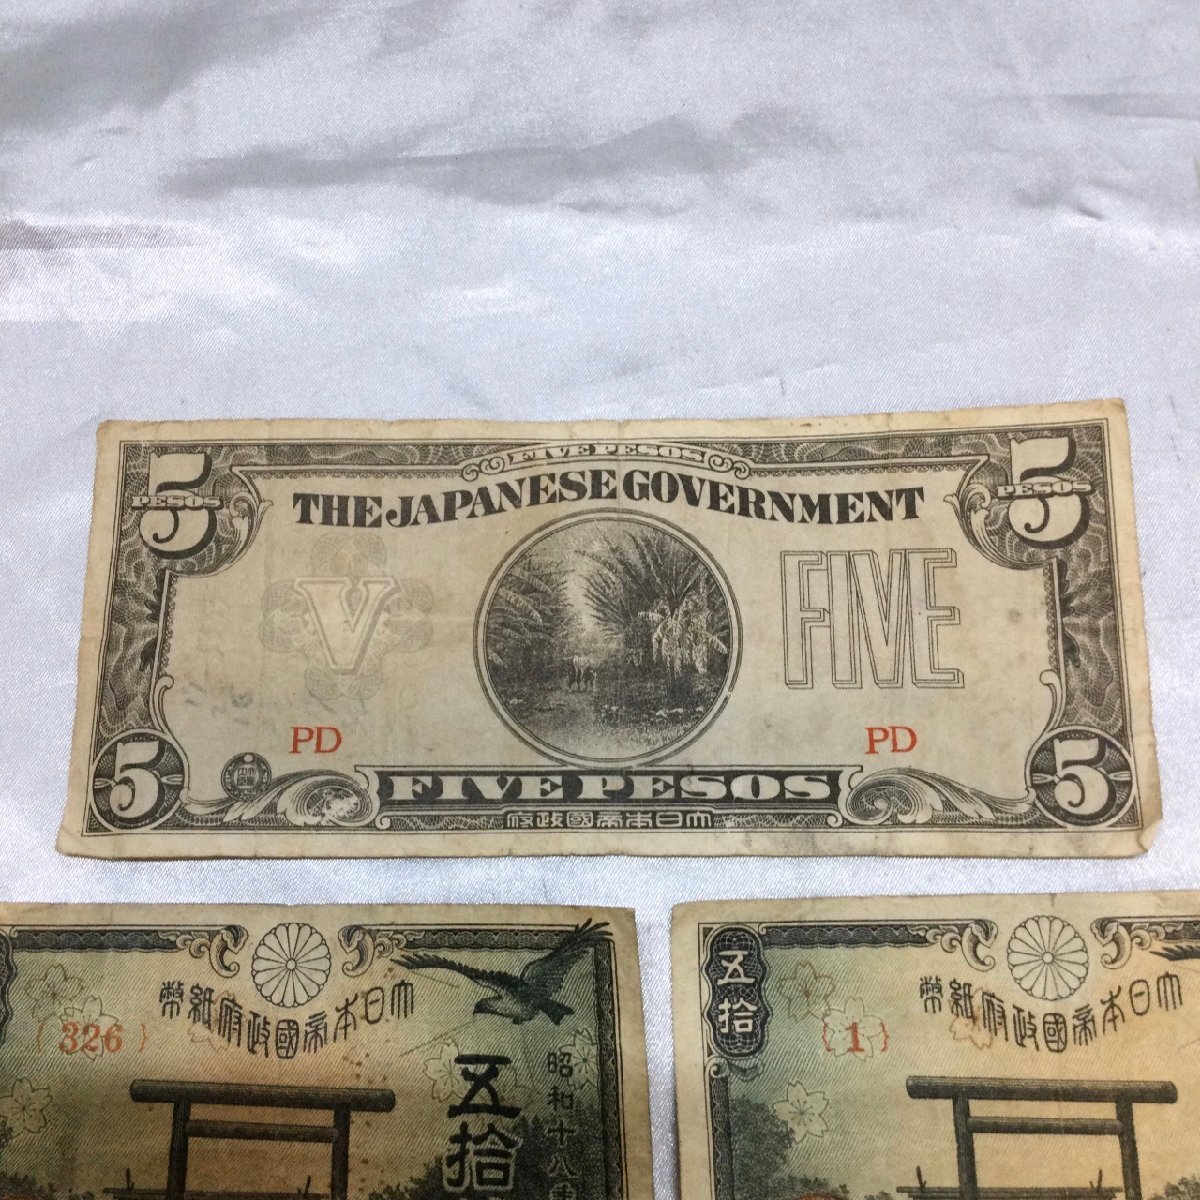 FIVE PESOS
5 PESOS
5 PESOS
THE JAPANESE GOVERNMENT
V
FIVE
PD
PD
5
FIVE PESOS
5
府政國帝本日大
幣紙府政國帝本日大
{ 326 }
五拾
昭和十八年
五拾
幣紙府政國帝本日大
{ 1 }